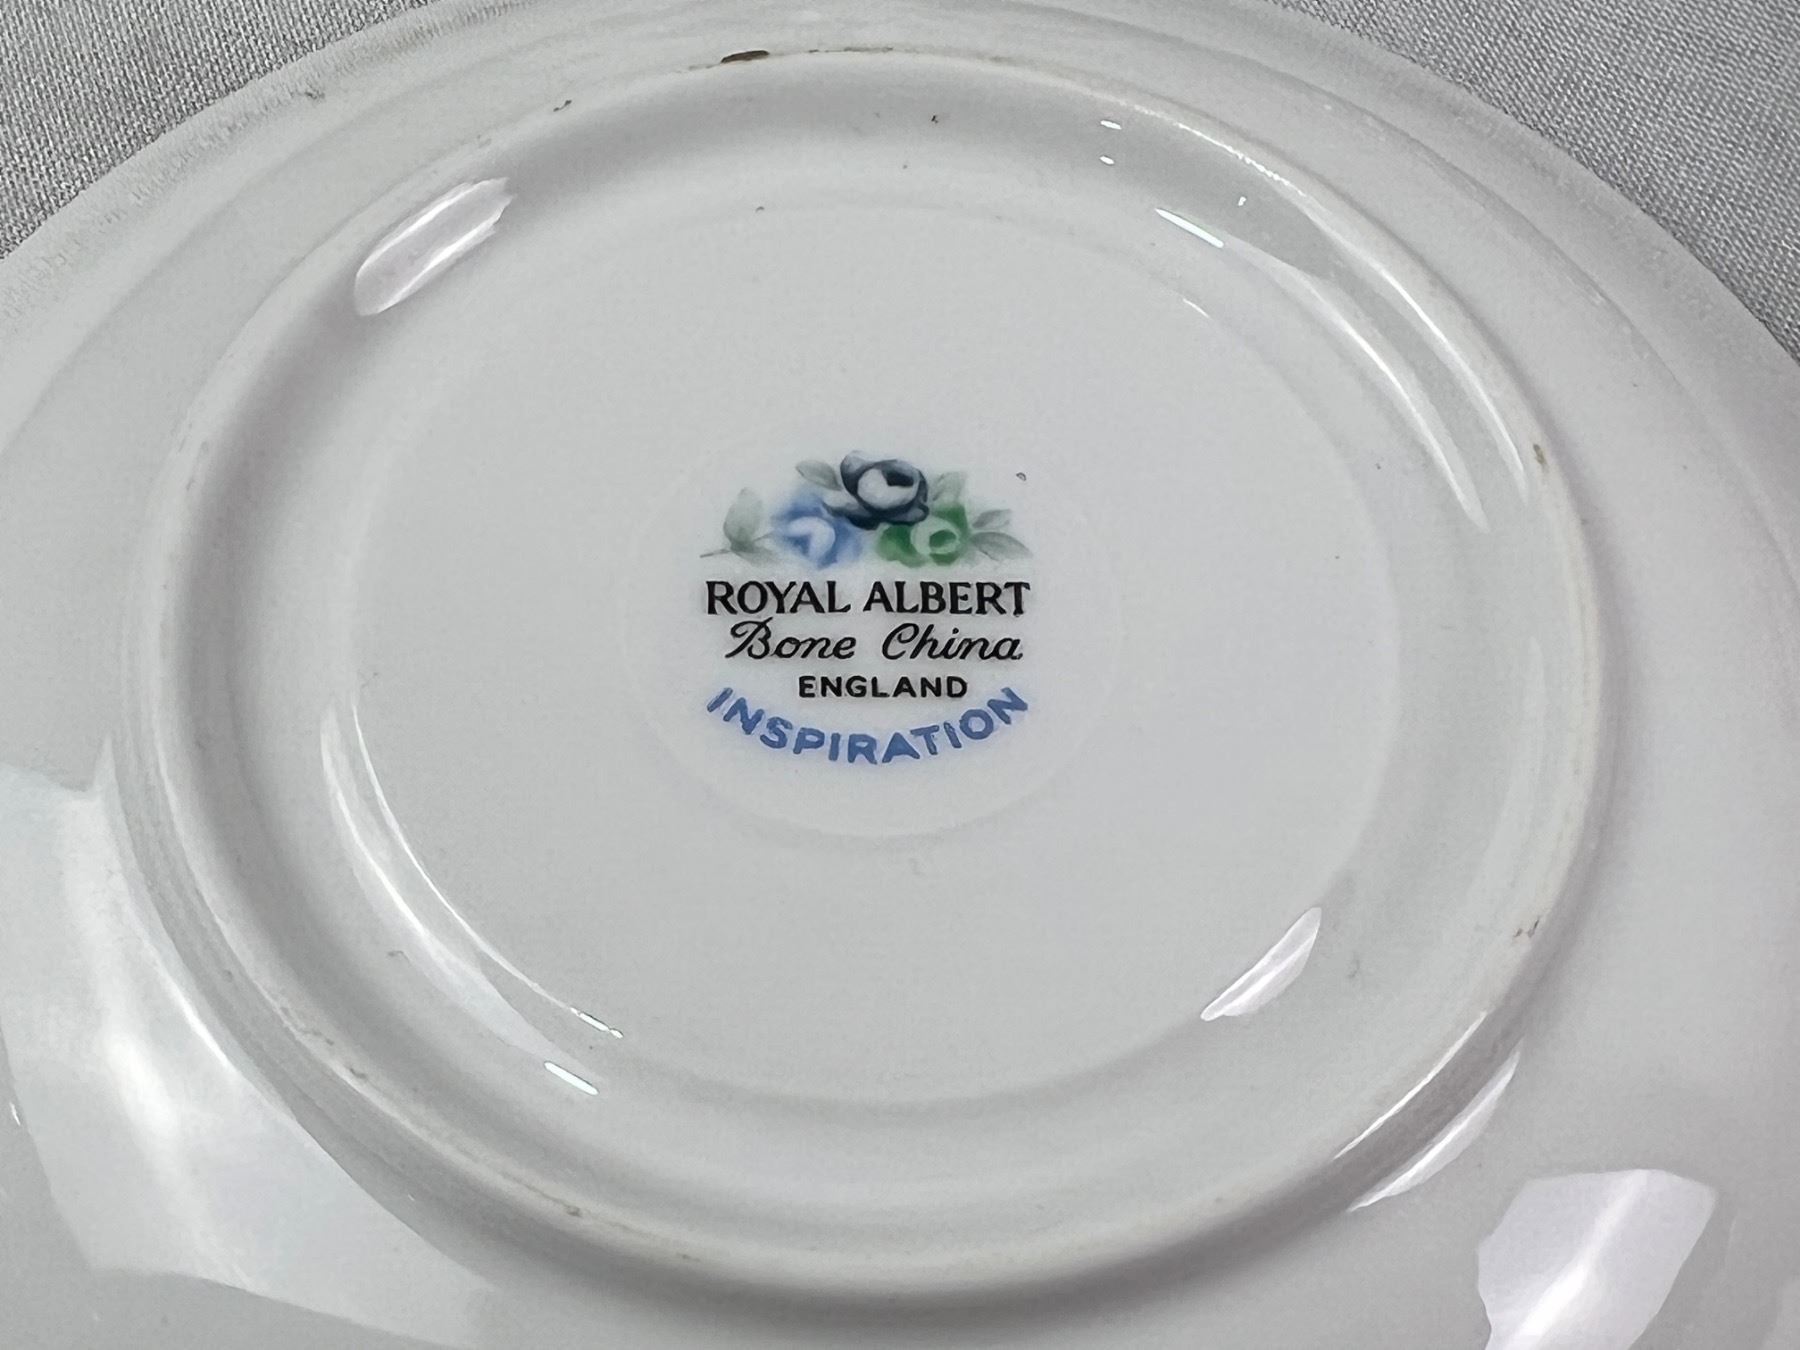 ROYAL ALBERT
Bone China
ENGLAND
INSPIRATION